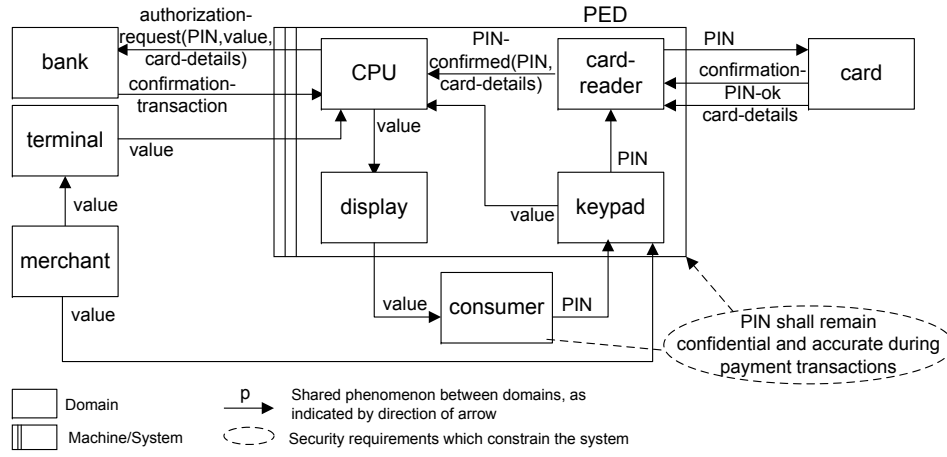 PED
authorization-
request(PIN,value,
card-details)
bank
confirmation-
transaction
CPU
PIN-
confirmed(PIN,
card-details)
card-
reader
PIN
confirmation-
PIN-ok
card-details
card
terminal
value
value
value
PIN
display
keypad
value
merchant
value
value
consumer
PIN
PIN shall remain
confidential and accurate during
payment transactions
Domain
p
Shared phenomenon between domains, as
indicated by direction of arrow
Machine/System
Security requirements which constrain the system